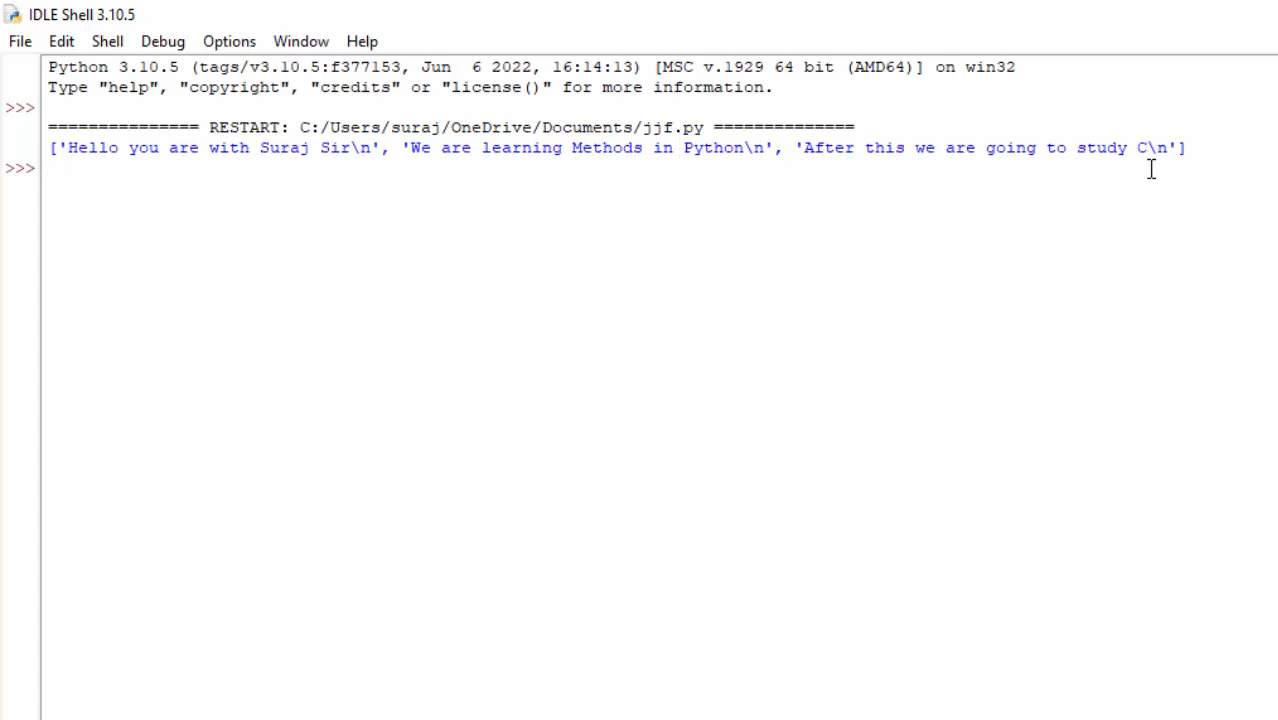 IDLE Shell 3.10.5
File Edit Shell Debug Options Window Help
Python 3.10.5 (tags/v3.10.5:f377153, Jun  6 2022, 16:14:13) [MSC v.1929 64 bit (AMD64)] on win32
Type "help", "copyright", "credits" or "license()" for more information.
>>>
=============== RESTART: C:/Users/suraj/OneDrive/Documents/jjf.py ==============
['Hello you are with Suraj Sir\n', 'We are learning Methods in Python\n', 'After this we are going to study C\n']
>>>